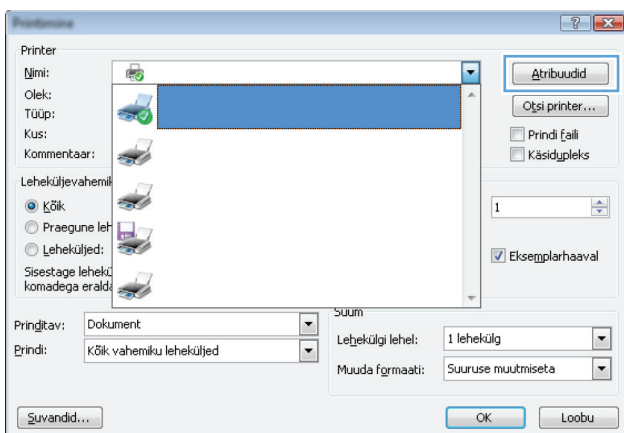 Printimine
Printer
Nimi:
Atribuudid
Olek:
Otsi printer...
Tüüp:
Kus:
Prindi faili
Kommentaar:
Käsidupleks
Leheküljevahemik
Kõik
1
Praegune leh
Leheküljed:
Eksemplarhaaval
Sisestage lehekü
komadega eralda
Suum
Prinditav: Dokument
Lehekülgi lehel: 1 lehekülg
Prindi: Kõik vahemiku leheküljed
Muuda formaati: Suuruse muutmiseta
Suvandid...
OK
Loobu